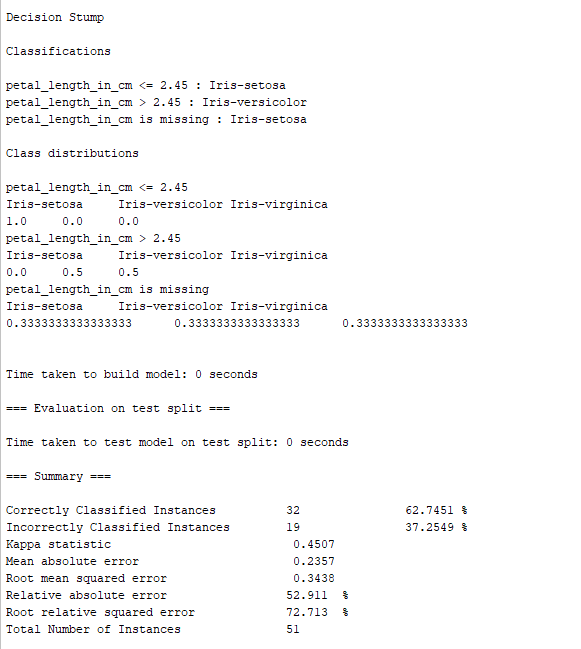 Decision Stump
Classifications
petal_length_in_cm <= 2.45 : Iris-setosa
petal_length_in_cm > 2.45 : Iris-versicolor
petal_length_in_cm is missing : Iris-setosa
Class distributions
petal_length_in_cm <= 2.45
Iris-setosa Iris-versicolor Iris-virginica
1.0 0.0 0.0
petal_length_in_cm > 2.45
Iris-setosa Iris-versicolor Iris-virginica
0.0 0.5 0.5
petal_length_in_cm is missing
Iris-setosa Iris-versicolor Iris-virginica
0.3333333333333333 0.3333333333333333 0.3333333333333333
Time taken to build model: 0 seconds
=== Evaluation on test split ===
Time taken to test model on test split: 0 seconds
=== Summary ===
Correctly Classified Instances 32 62.7451 %
Incorrectly Classified Instances 19 37.2549 %
Kappa statistic 0.4507
Mean absolute error 0.2357
Root mean squared error 0.3438
Relative absolute error 52.911 %
Root relative squared error 72.713 %
Total Number of Instances 51